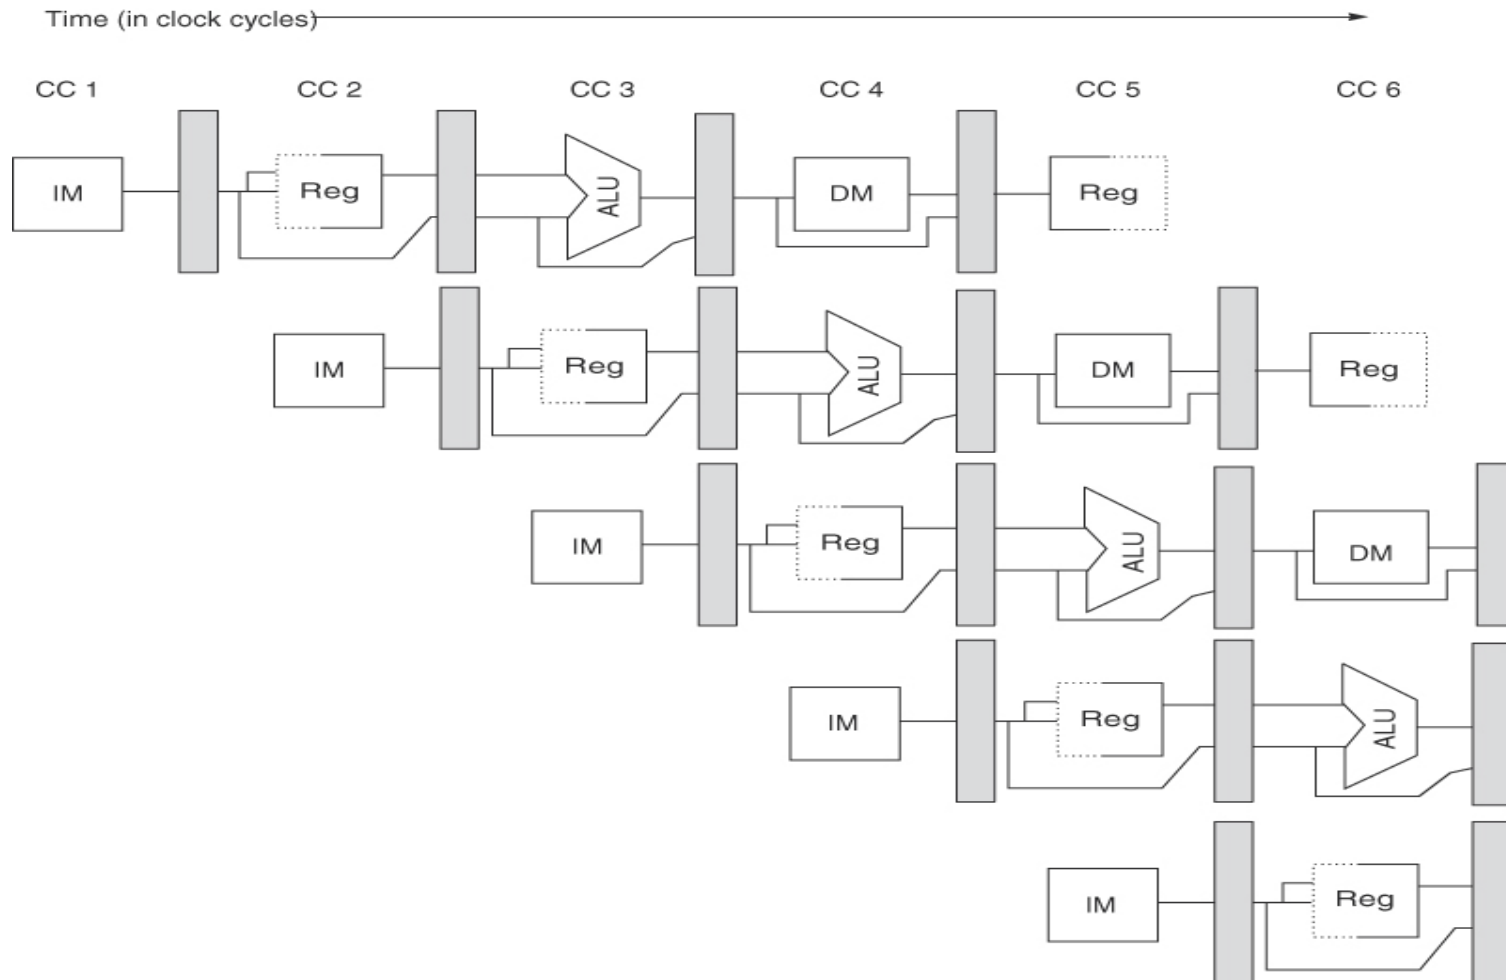 Time (in clock cycles)
CC 1 CC 2 CC 3 CC 4 CC 5 CC 6
IM Reg ALU DM Reg
IM Reg ALU DM Reg
IM Reg ALU DM
IM Reg ALU
IM Reg